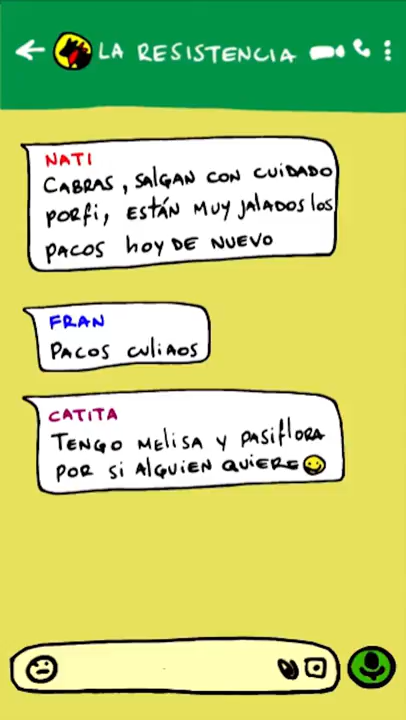 LA RESISTENCIA
NATI
CABRAS, SALGAN CON CUIDADO
PORFI, ESTÁN MUY JALADOS LOS
PACOS HOY DE NUEVO
FRAN
PACOS CULIAOS
CATITA
TENGO MELISA Y PASIFLORA
POR SI ALGUIEN QUIERE